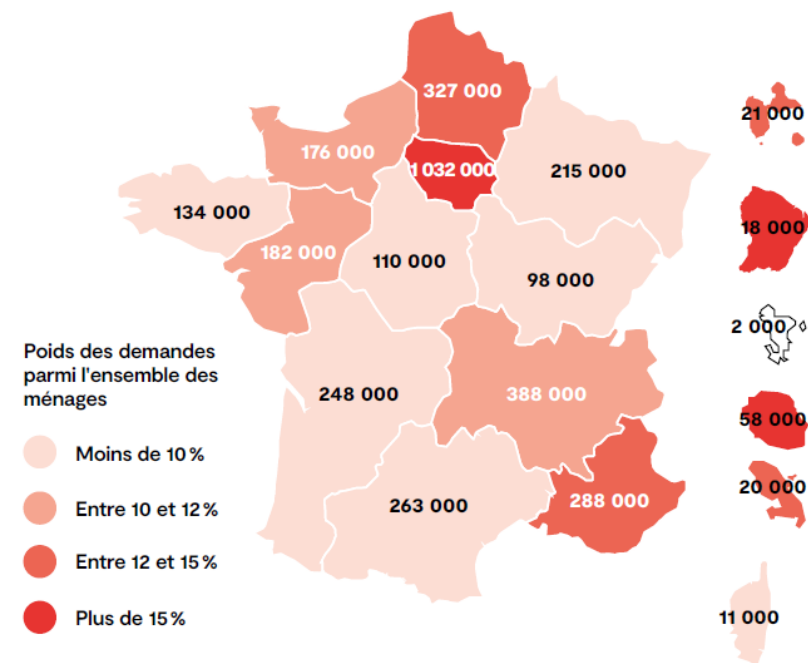 327 000
21 000
176 000
1 032 000
215 000
134 000
18 000
182 000
110 000
98 000
2 000
Poids des demandes
parmi l'ensemble des
ménages
248 000
388 000
58 000
Moins de 10 %
20 000
Entre 10 et 12 %
263 000
288 000
Entre 12 et 15 %
Plus de 15 %
11 000